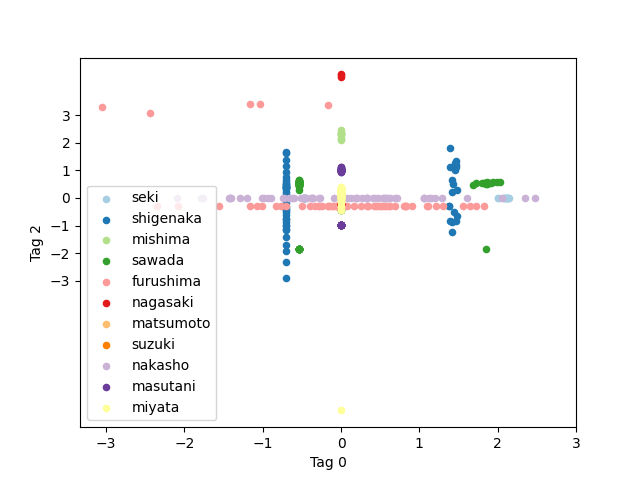 3
2
1
0
−1
−2
−3
Tag 2
seki
shigenaka
mishima
sawada
furushima
nagasaki
matsumoto
suzuki
nakasho
masutani
miyata
−3 −2 −1 0 1 2 3
Tag 0